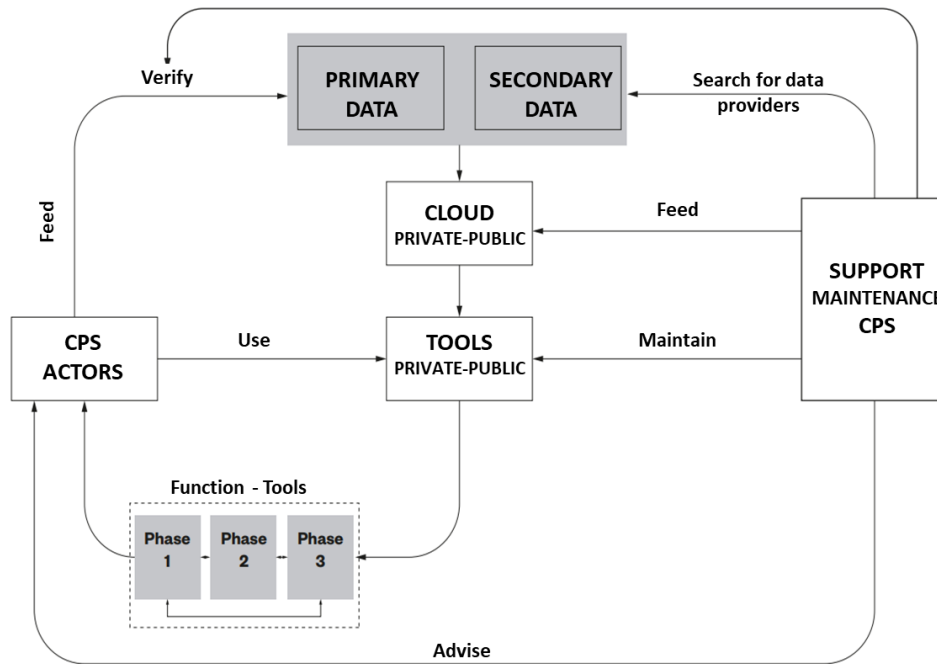 Verify
PRIMARY
DATA
SECONDARY
DATA
Search for data
providers
Feed
CLOUD
PRIVATE-PUBLIC
Feed
SUPPORT
MAINTENANCE
CPS
CPS
ACTORS
Use
TOOLS
PRIVATE-PUBLIC
Maintain
Function - Tools
Phase
1
Phase
2
Phase
3
Advise